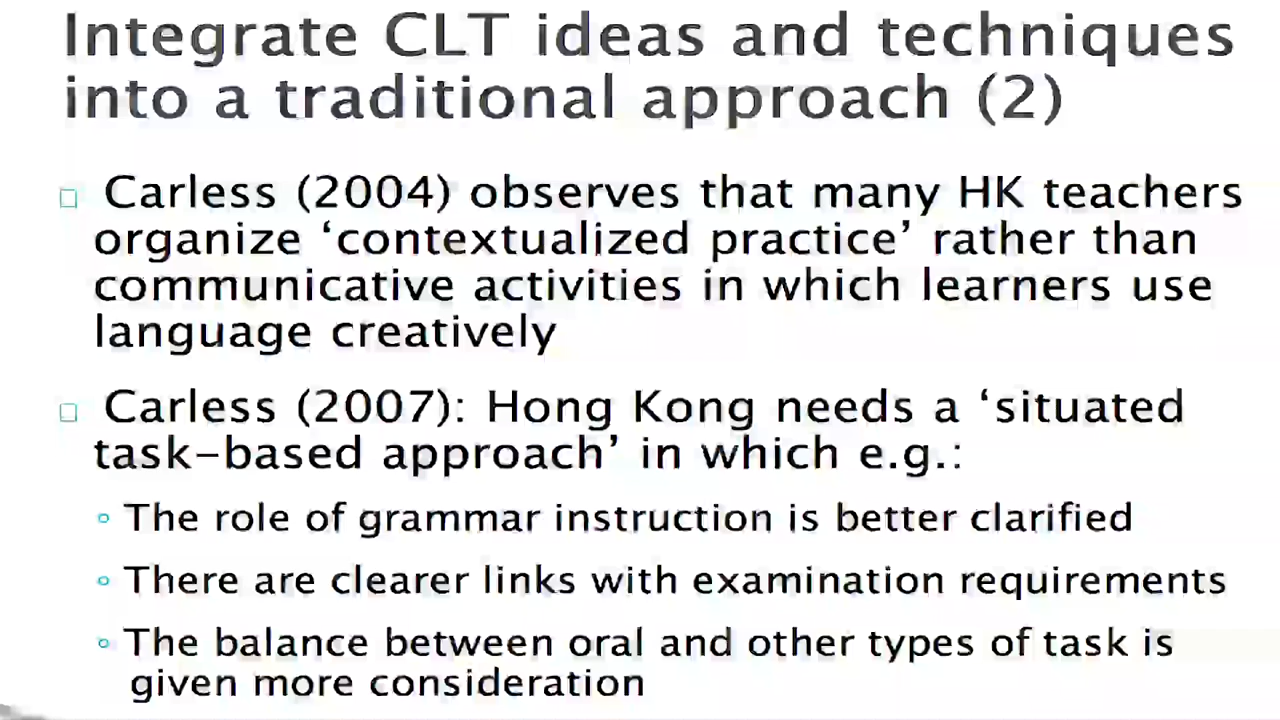 Integrate CLT ideas and techniques
into a traditional approach (2)
Carless (2004) observes that many HK teachers
organize ‘contextualized practice’ rather than
communicative activities in which learners use
language creatively
Carless (2007): Hong Kong needs a ‘situated
task–based approach’ in which e.g.:
The role of grammar instruction is better clarified
There are clearer links with examination requirements
The balance between oral and other types of task is
given more consideration